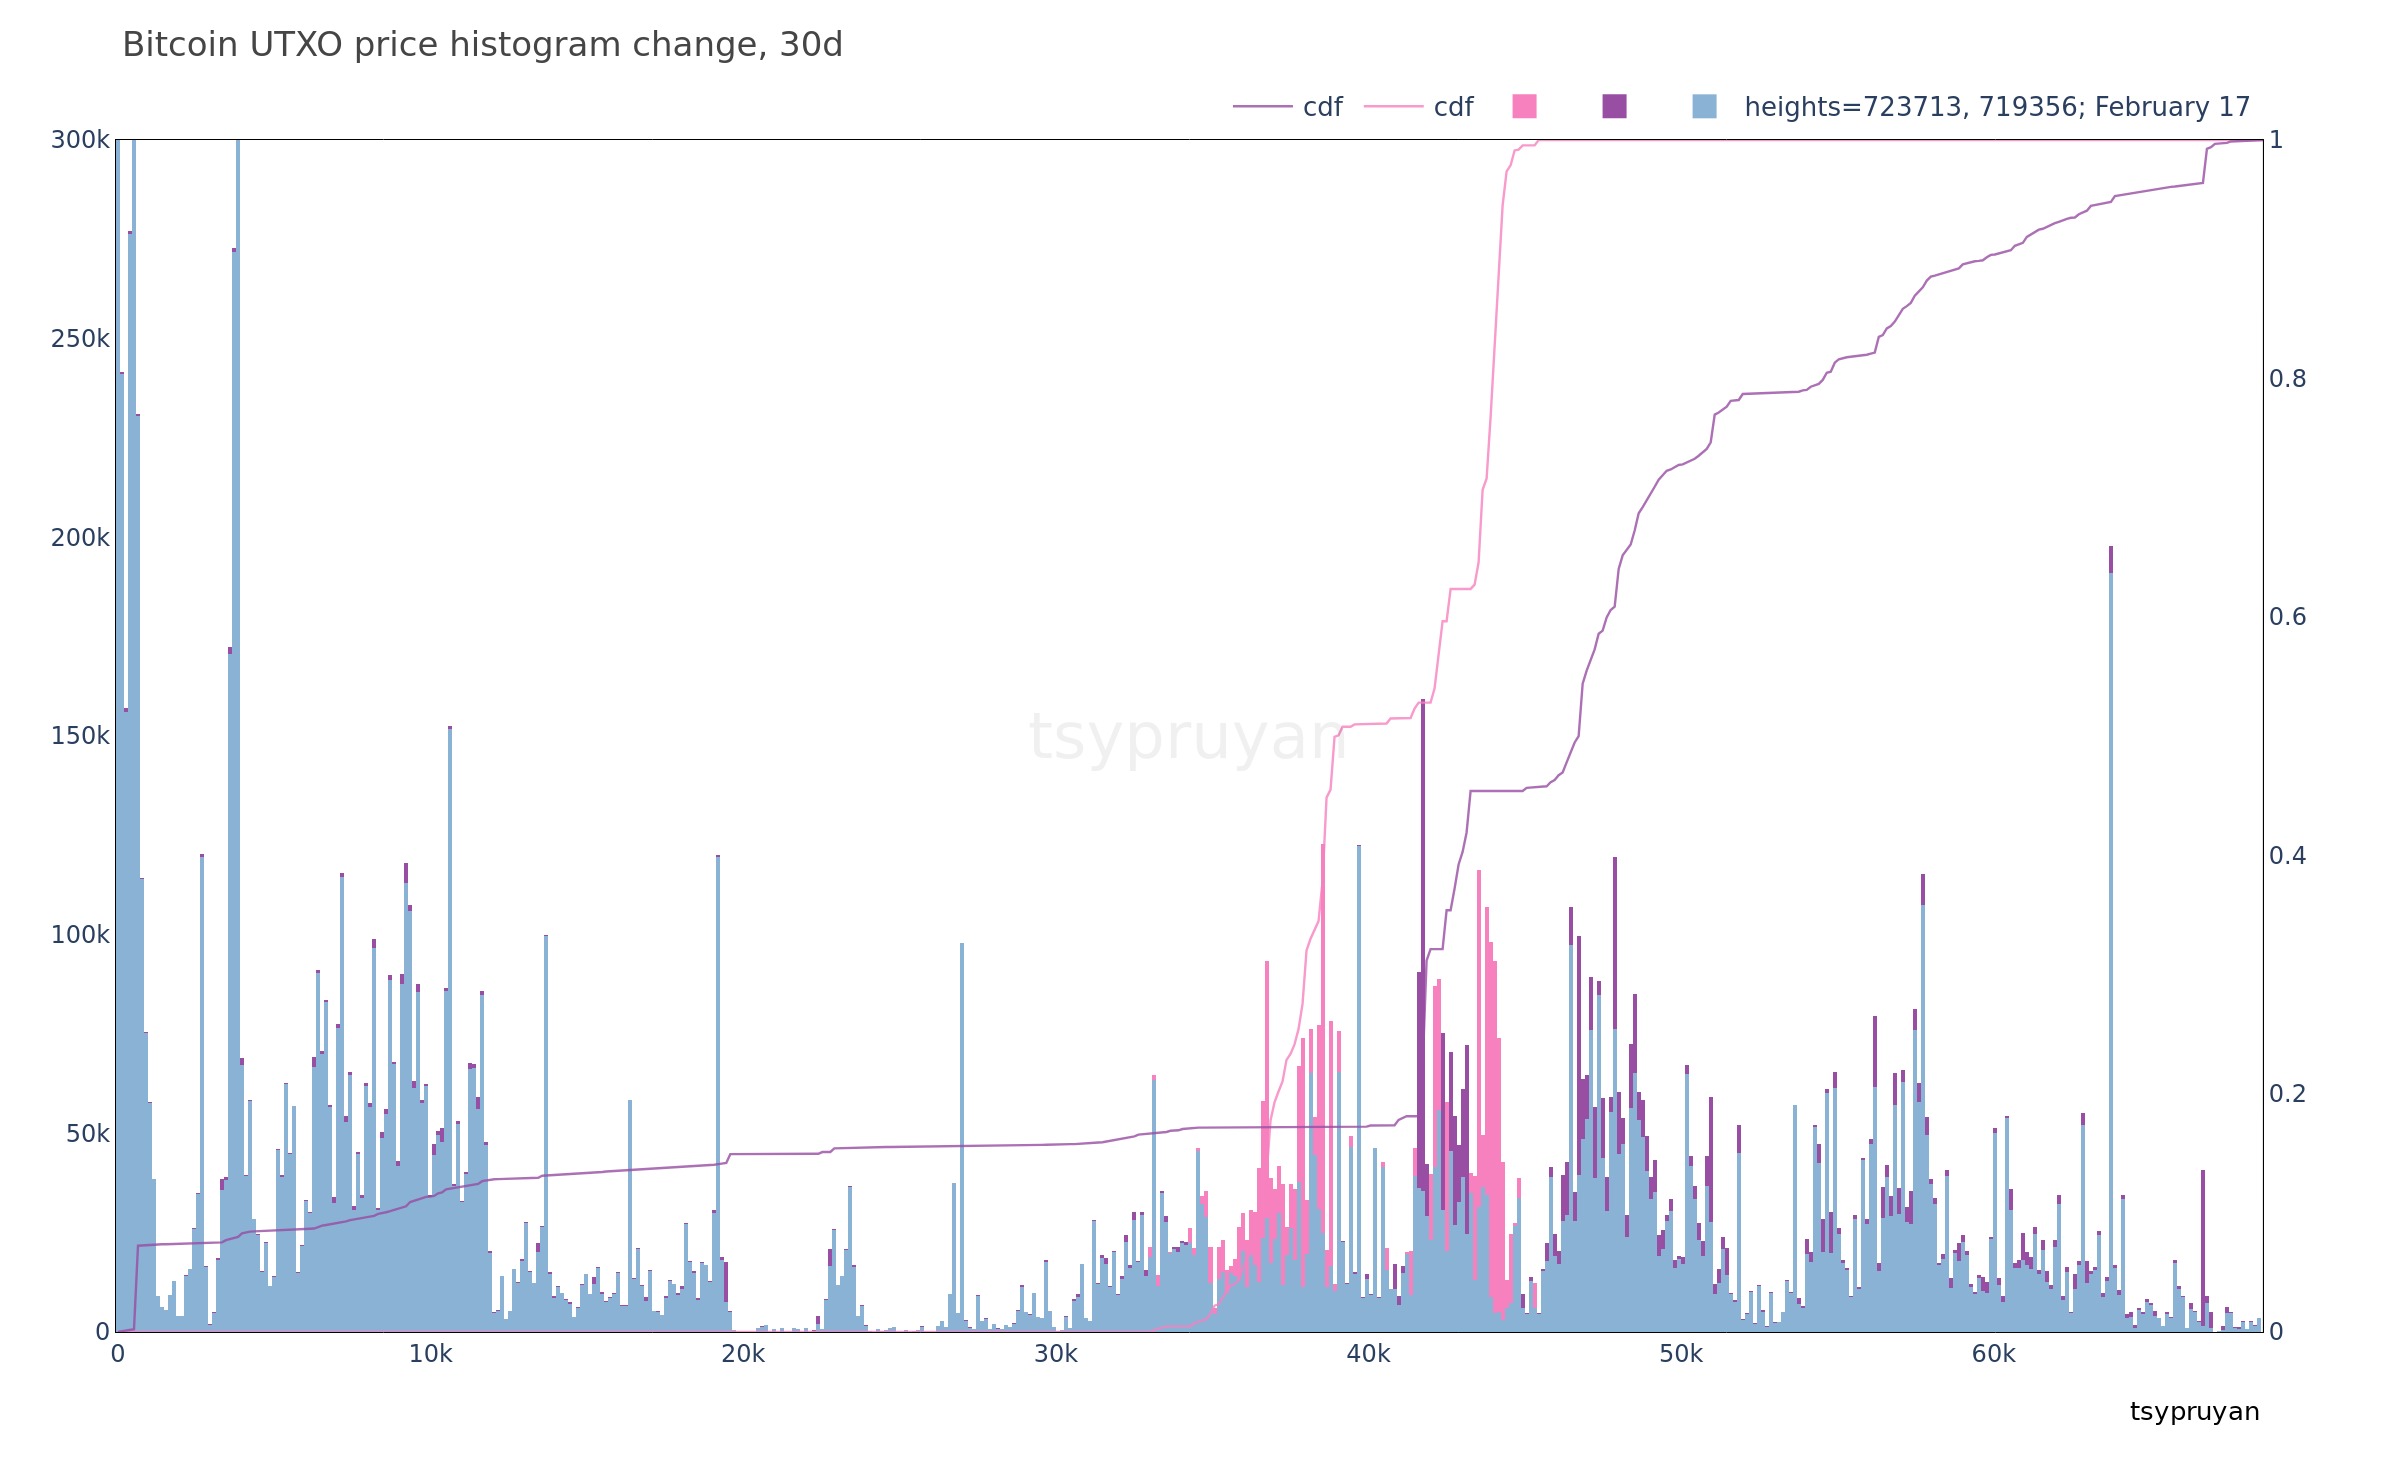 Bitcoin UTXO price histogram change, 30d
cdf cdf heights=723713, 719356; February 17
300k
250k
200k
150k
100k
50k
0
1
0.8
0.6
0.4
0.2
0
tsypruyan
0 10k 20k 30k 40k 50k 60k
tsypruyan